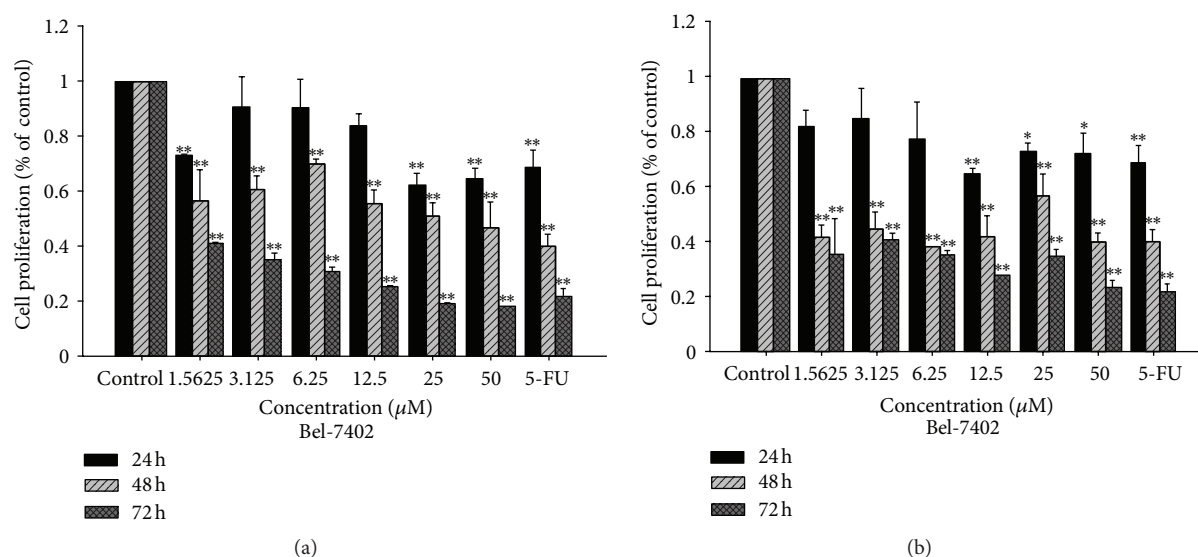 1.2
1
0.8
0.6
0.4
0.2
0
Cell proliferation (% of control)
** ** **
** **
** **
** **
** ** **
** ** **
** ** **
Control 1.5625 3.125 6.25 12.5 25 50 5-FU
Concentration (μM)
Bel-7402
24 h
48 h
72 h
(a)
1.2
1
0.8
0.6
0.4
0.2
0
Cell proliferation (% of control)
** **
** **
** **
** ** **
* ** **
* ** **
** ** **
Control 1.5625 3.125 6.25 12.5 25 50 5-FU
Concentration (μM)
Bel-7402
24 h
48 h
72 h
(b)